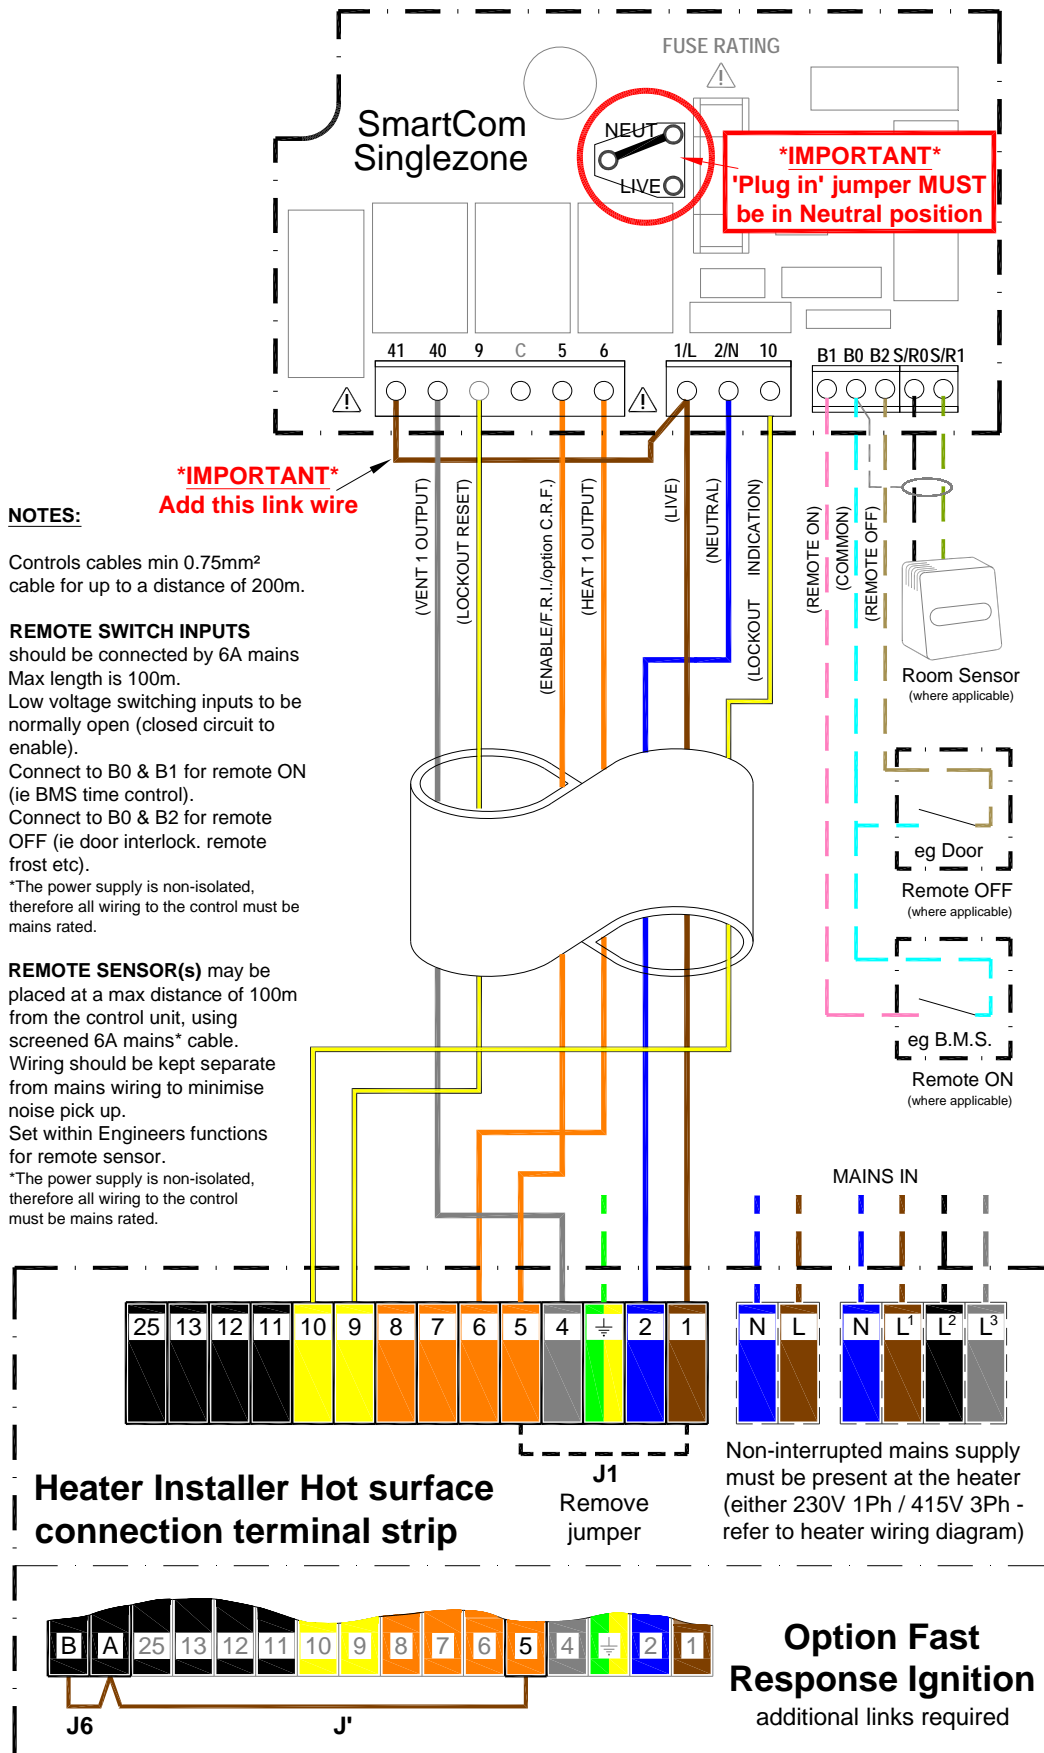 FUSE RATING
SmartCom
Singlezone
NEUT
LIVE
*IMPORTANT*
'Plug in' jumper MUST
be in Neutral position
41 40 9 C 5 6
1/L 2/N 10
B1 B0 B2 S/R0 S/R1
*IMPORTANT*
Add this link wire
(VENT 1 OUTPUT)
(LOCKOUT RESET)
(ENABLE/F.R.I./option C.R.F.)
(HEAT 1 OUTPUT)
(LIVE)
(NEUTRAL)
(LOCKOUT INDICATION)
(REMOTE ON)
(COMMON)
(REMOTE OFF)
NOTES:
Controls cables min 0.75mm²
cable for up to a distance of 200m.
REMOTE SWITCH INPUTS
should be connected by 6A mains
Max length is 100m.
Low voltage switching inputs to be
normally open (closed circuit to
enable).
Connect to B0 & B1 for remote ON
(ie BMS time control).
Connect to B0 & B2 for remote
OFF (ie door interlock. remote
frost etc).
*The power supply is non-isolated,
therefore all wiring to the control must be
mains rated.
REMOTE SENSOR(s) may be
placed at a max distance of 100m
from the control unit, using
screened 6A mains* cable.
Wiring should be kept separate
from mains wiring to minimise
noise pick up.
Set within Engineers functions
for remote sensor.
*The power supply is non-isolated,
therefore all wiring to the control
must be mains rated.
Room Sensor
(where applicable)
eg Door
Remote OFF
(where applicable)
eg B.M.S.
Remote ON
(where applicable)
MAINS IN
25 13 12 11 10 9 8 7 6 5 4 2 1
N L
N L¹ L² L³
J1
Remove
jumper
Heater Installer Hot surface
connection terminal strip
Non-interrupted mains supply
must be present at the heater
(either 230V 1Ph / 415V 3Ph -
refer to heater wiring diagram)
B A 25 13 12 11 10 9 8 7 6 5 4 2 1
J6
J'
Option Fast
Response Ignition
additional links required